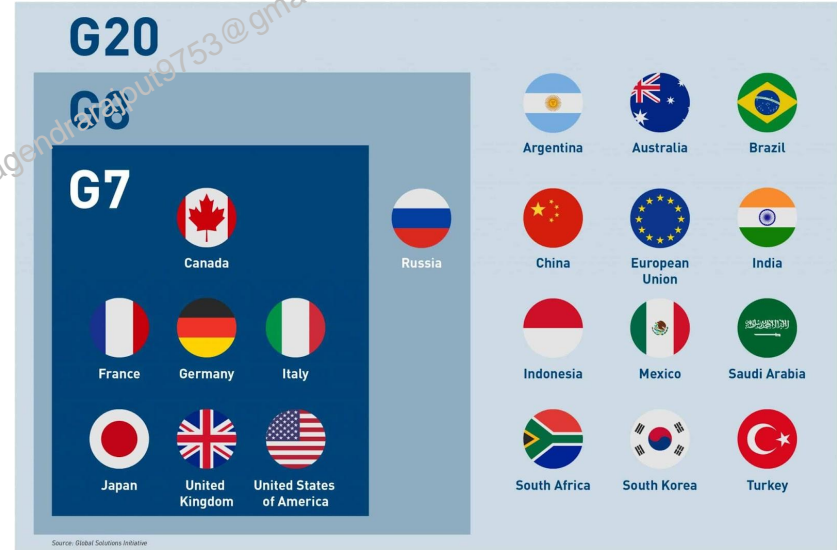 G20
G8
G7
Canada
Russia
France
Germany
Italy
Japan
United
Kingdom
United States
of America
Argentina
Australia
Brazil
China
European
Union
India
Indonesia
Mexico
Saudi Arabia
South Africa
South Korea
Turkey
Source: Global Solutions Initiative